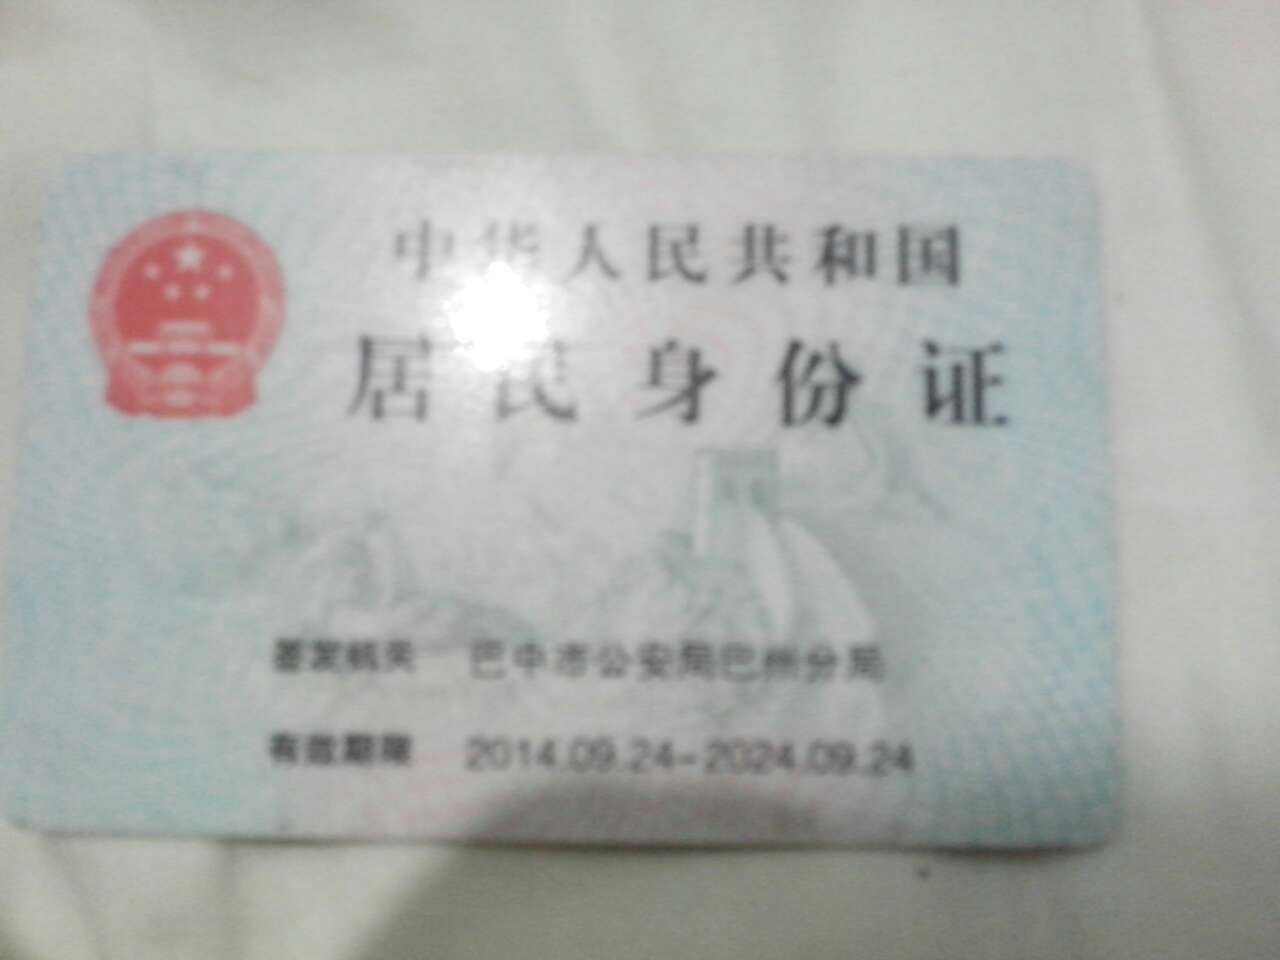 中华人民共和国
居民身份证
签发机关 巴中市公安局巴州分局
有效期限 2014.09.24-2024.09.24